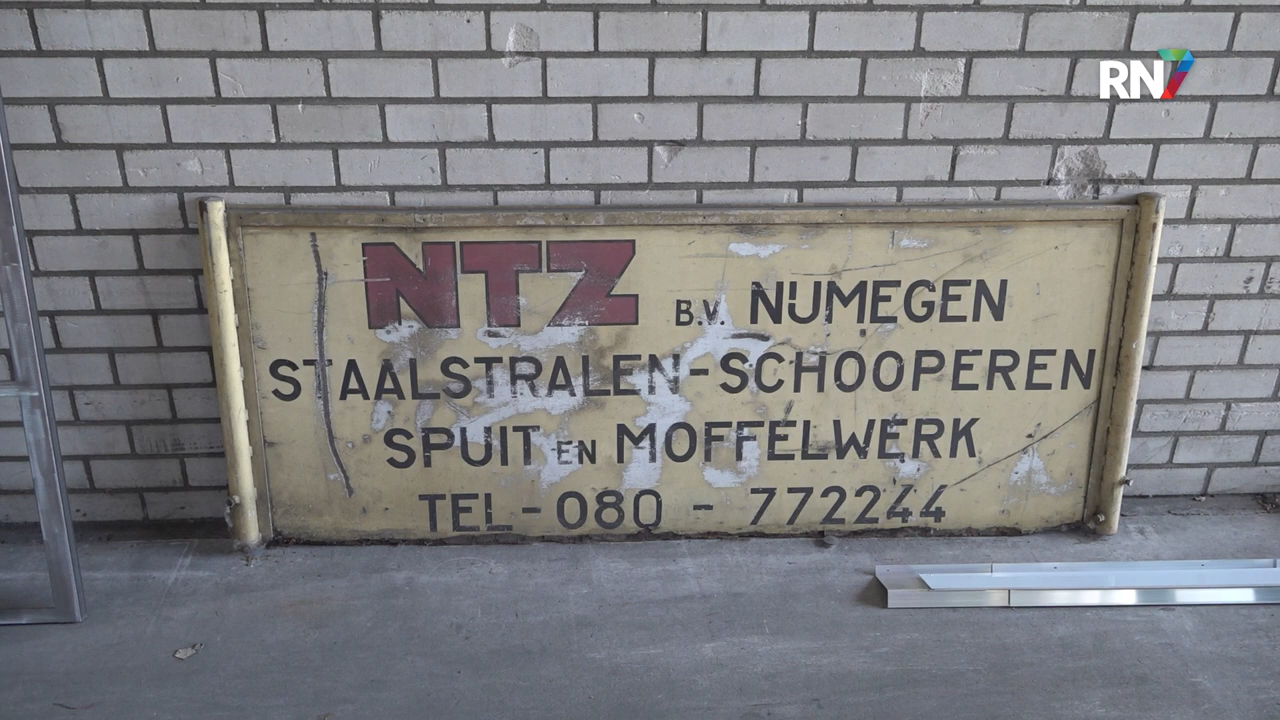 RN7
NTZ B.V. NIJMEGEN
STAALSTRALEN-SCHOOPEREN
SPUIT EN MOFFELWERK
TEL-080 - 772244